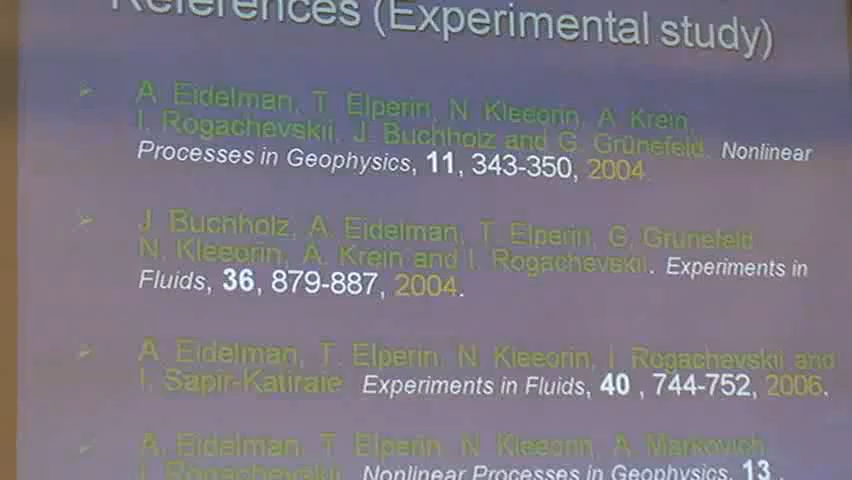 References (Experimental study)
A. Eidelman, T. Elperin, N. Kleeorin, A. Krein,
I. Rogachevskii, J. Buchholz and G. Grünefeld. Nonlinear
Processes in Geophysics, 11, 343-350, 2004.
J. Buchholz, A. Eidelman, T. Elperin, G. Grünefeld,
N. Kleeorin, A. Krein and I. Rogachevskii. Experiments in
Fluids, 36, 879-887, 2004.
A. Eidelman, T. Elperin, N. Kleeorin, I. Rogachevskii and
I. Sapir-Katiraie. Experiments in Fluids, 40 , 744-752, 2006.
A. Eidelman, T. Elperin, N. Kleeorin, A. Markovich,
I. Rogachevskii. Nonlinear Processes in Geophysics, 13,